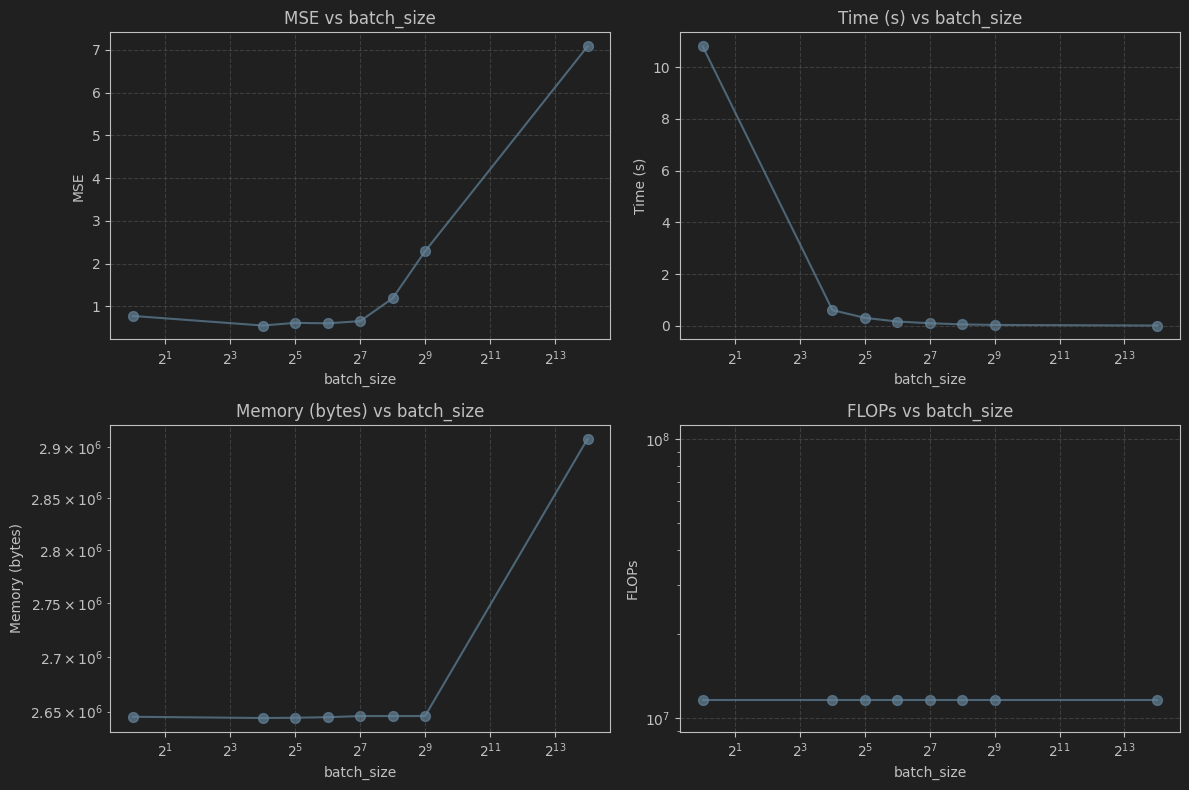 MSE vs batch_size
7
6
5
4
3
2
1
MSE
2^1 2^3 2^5 2^7 2^9 2^11 2^13
batch_size
Time (s) vs batch_size
10
8
6
4
2
0
Time (s)
2^1 2^3 2^5 2^7 2^9 2^11 2^13
batch_size
Memory (bytes) vs batch_size
2.9 × 10^6
2.85 × 10^6
2.8 × 10^6
2.75 × 10^6
2.7 × 10^6
2.65 × 10^6
Memory (bytes)
2^1 2^3 2^5 2^7 2^9 2^11 2^13
batch_size
FLOPs vs batch_size
10^8
10^7
FLOPs
2^1 2^3 2^5 2^7 2^9 2^11 2^13
batch_size